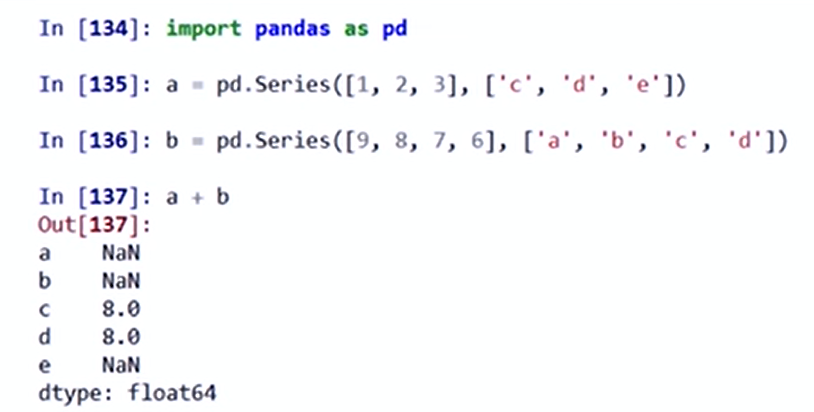 In [134]: import pandas as pd
In [135]: a = pd.Series([1, 2, 3], ['c', 'd', 'e'])
In [136]: b = pd.Series([9, 8, 7, 6], ['a', 'b', 'c', 'd'])
In [137]: a + b
Out[137]:
a    NaN
b    NaN
c    8.0
d    8.0
e    NaN
dtype: float64